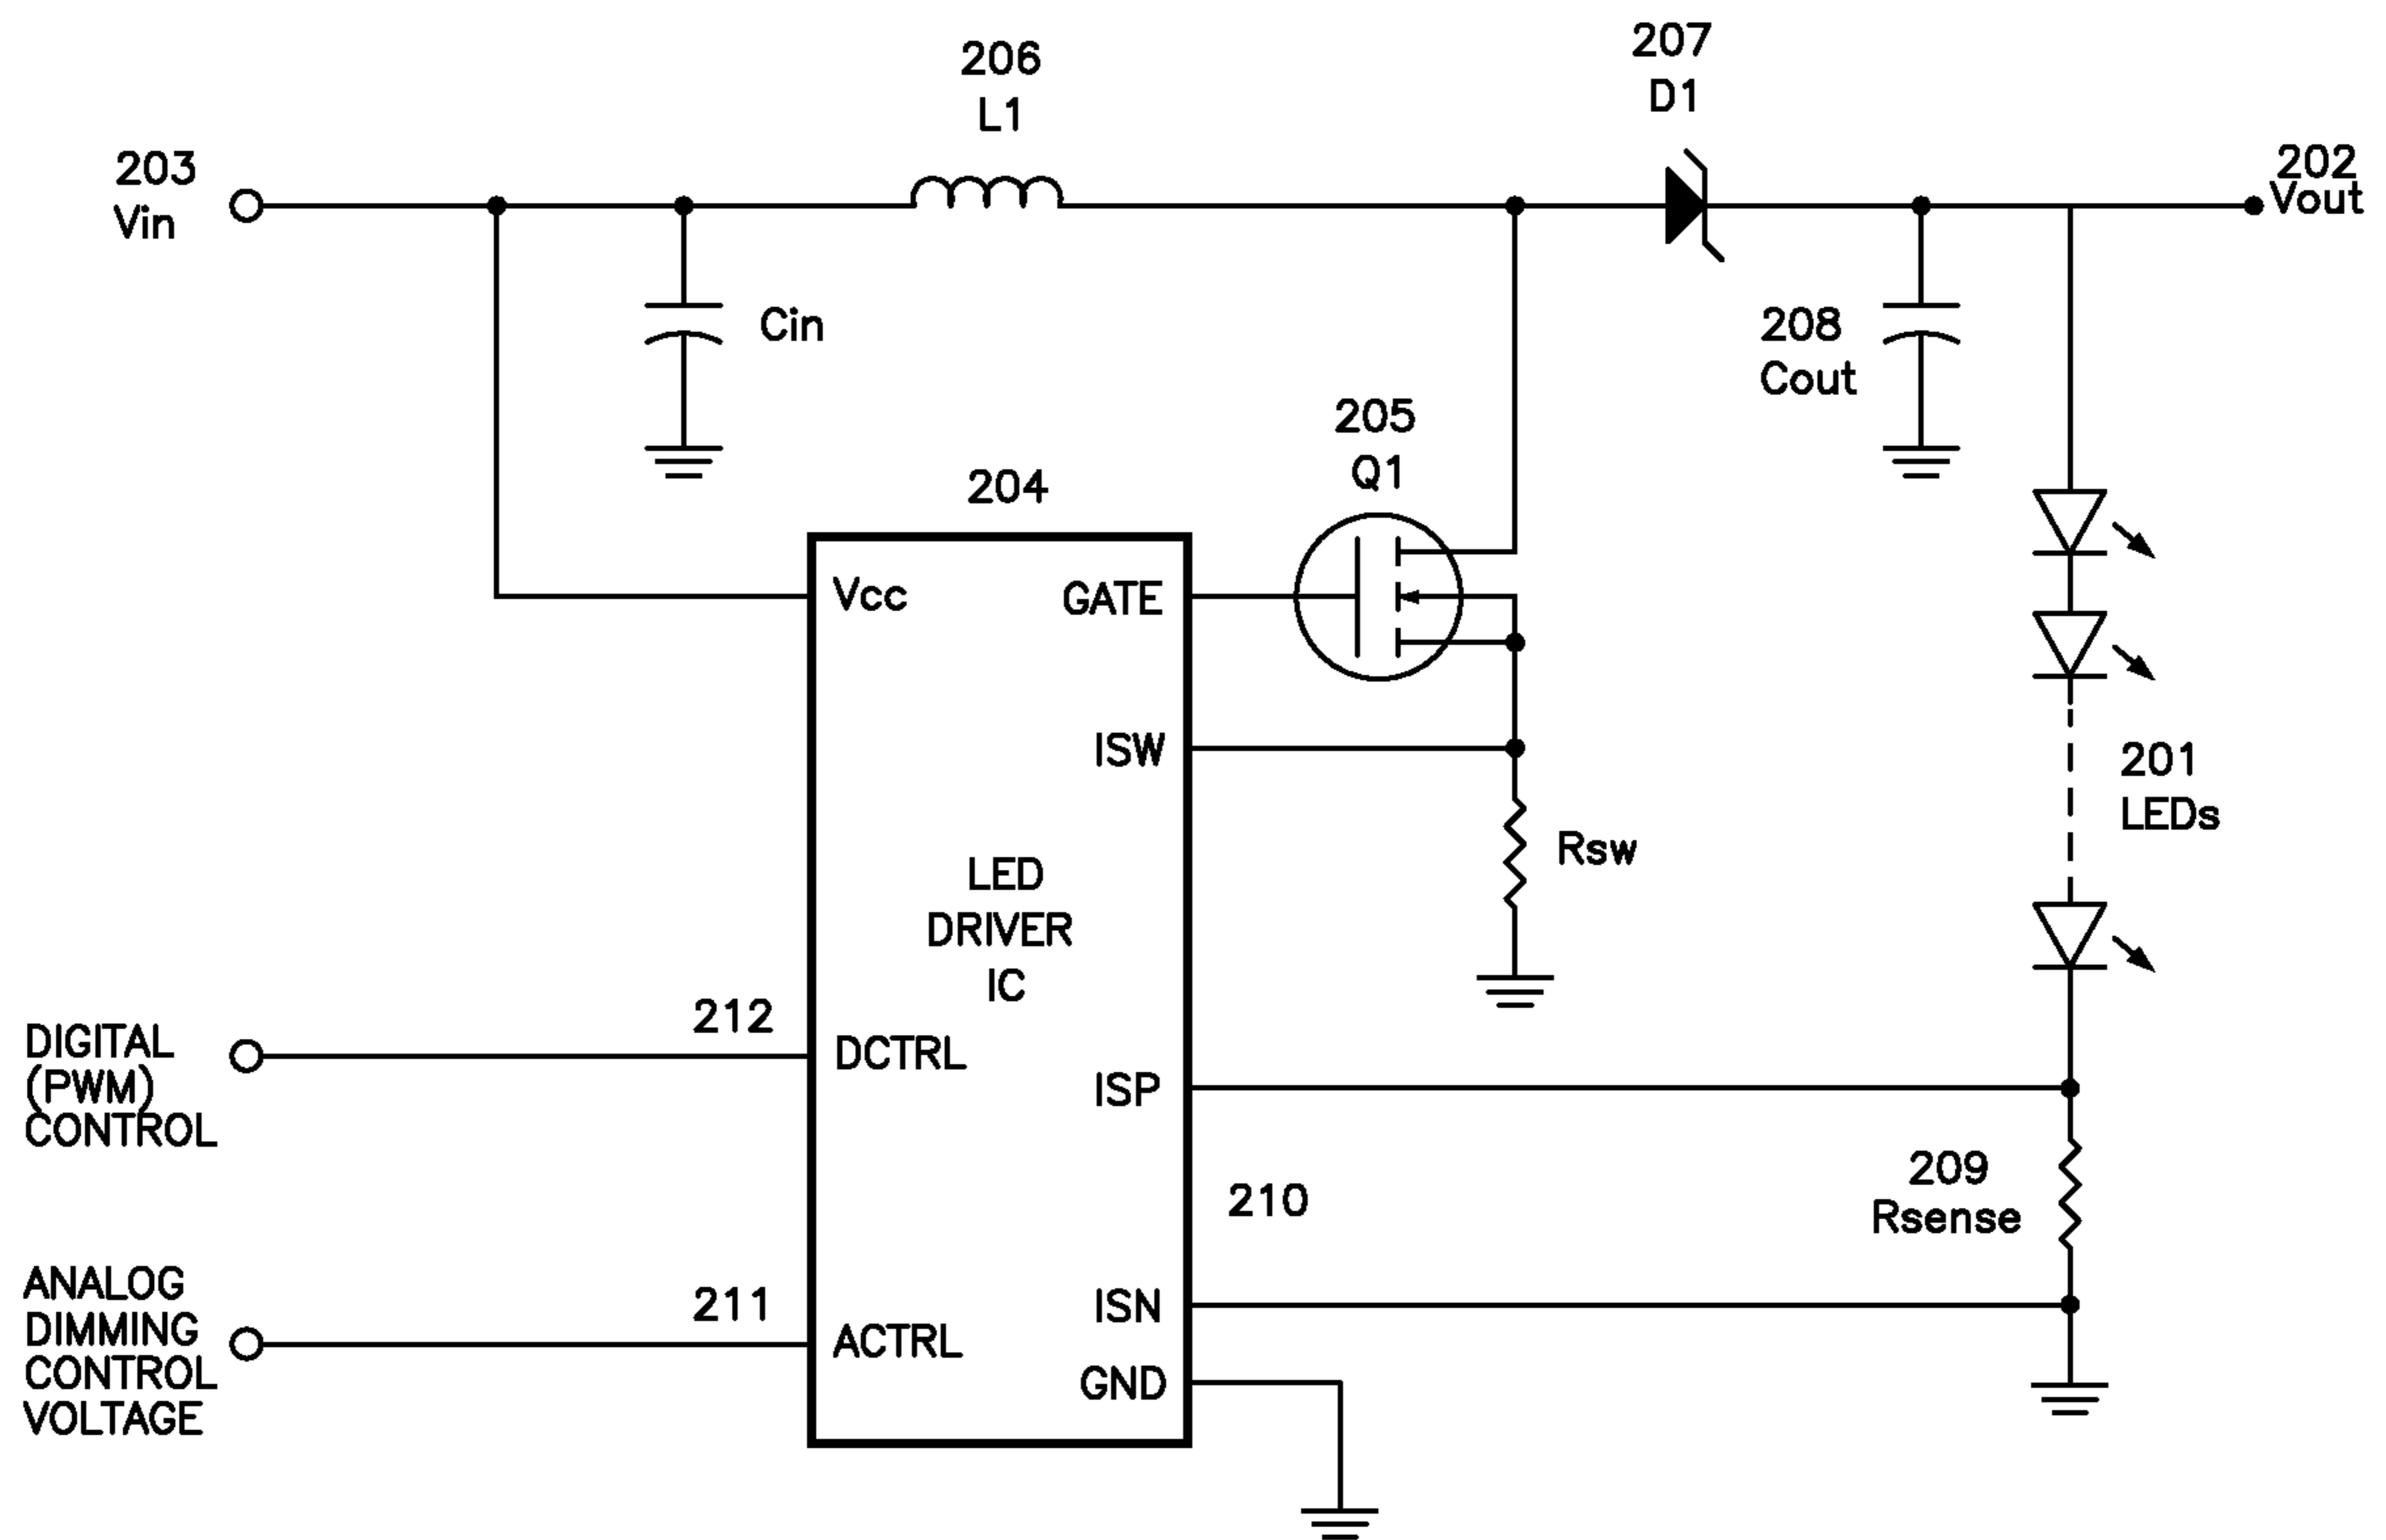 207
D1
206
L1
203
Vin
202
Vout
Cin
208
Cout
205
Q1
204
Vcc
GATE
ISW
201
LEDs
Rsw
LED
DRIVER
IC
212
DCTRL
DIGITAL
(PWM)
CONTROL
ISP
209
Rsense
210
211
ACTRL
ANALOG
DIMMING
CONTROL
VOLTAGE
ISN
GND